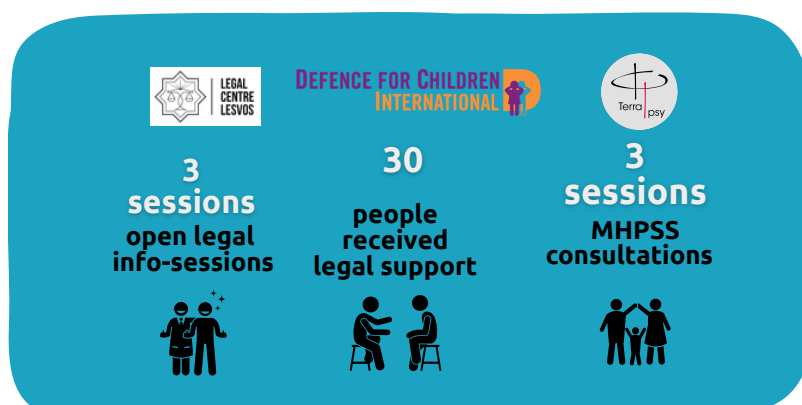 LEGAL
CENTRE
LESVOS
DEFENCE FOR CHILDREN
INTERNATIONAL
Terra psy
3
sessions
open legal
info-sessions
30
people
received
legal support
3
sessions
MHPSS
consultations